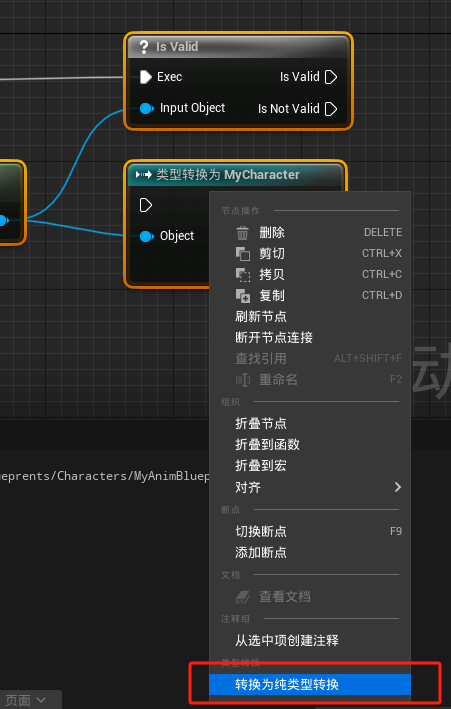 Is Valid
Exec
Is Valid
Input Object
Is Not Valid
类型转换为 MyCharacter
Object
节点操作
删除 DELETE
剪切 CTRL+X
拷贝 CTRL+C
复制 CTRL+D
刷新节点
断开节点连接
查找引用 ALT+SHIFT+F
重命名 F2
动
组织
折叠节点
折叠到函数
折叠到宏
对齐
eprents/Characters/MyAnimBluep
断点
切换断点 F9
添加断点
文档
查看文档
注释组
从选中项创建注释
类型转换
转换为纯类型转换
页面